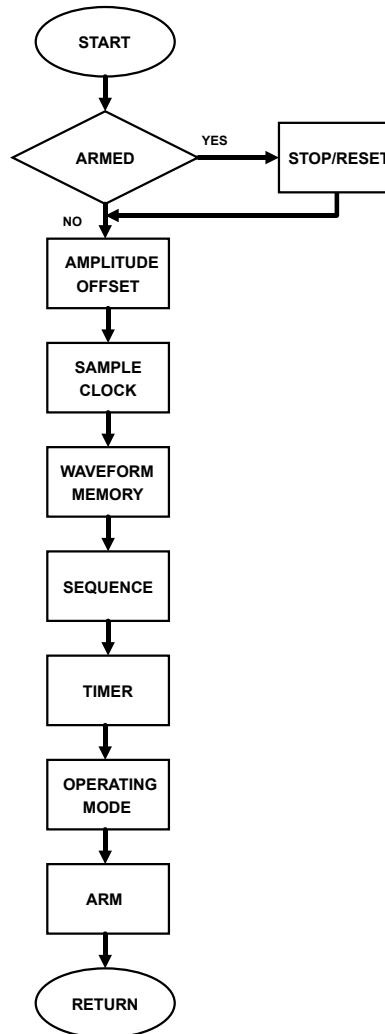 START
YES
ARMED
STOP/RESET
NO
AMPLITUDE
OFFSET
SAMPLE
CLOCK
WAVEFORM
MEMORY
SEQUENCE
TIMER
OPERATING
MODE
ARM
RETURN